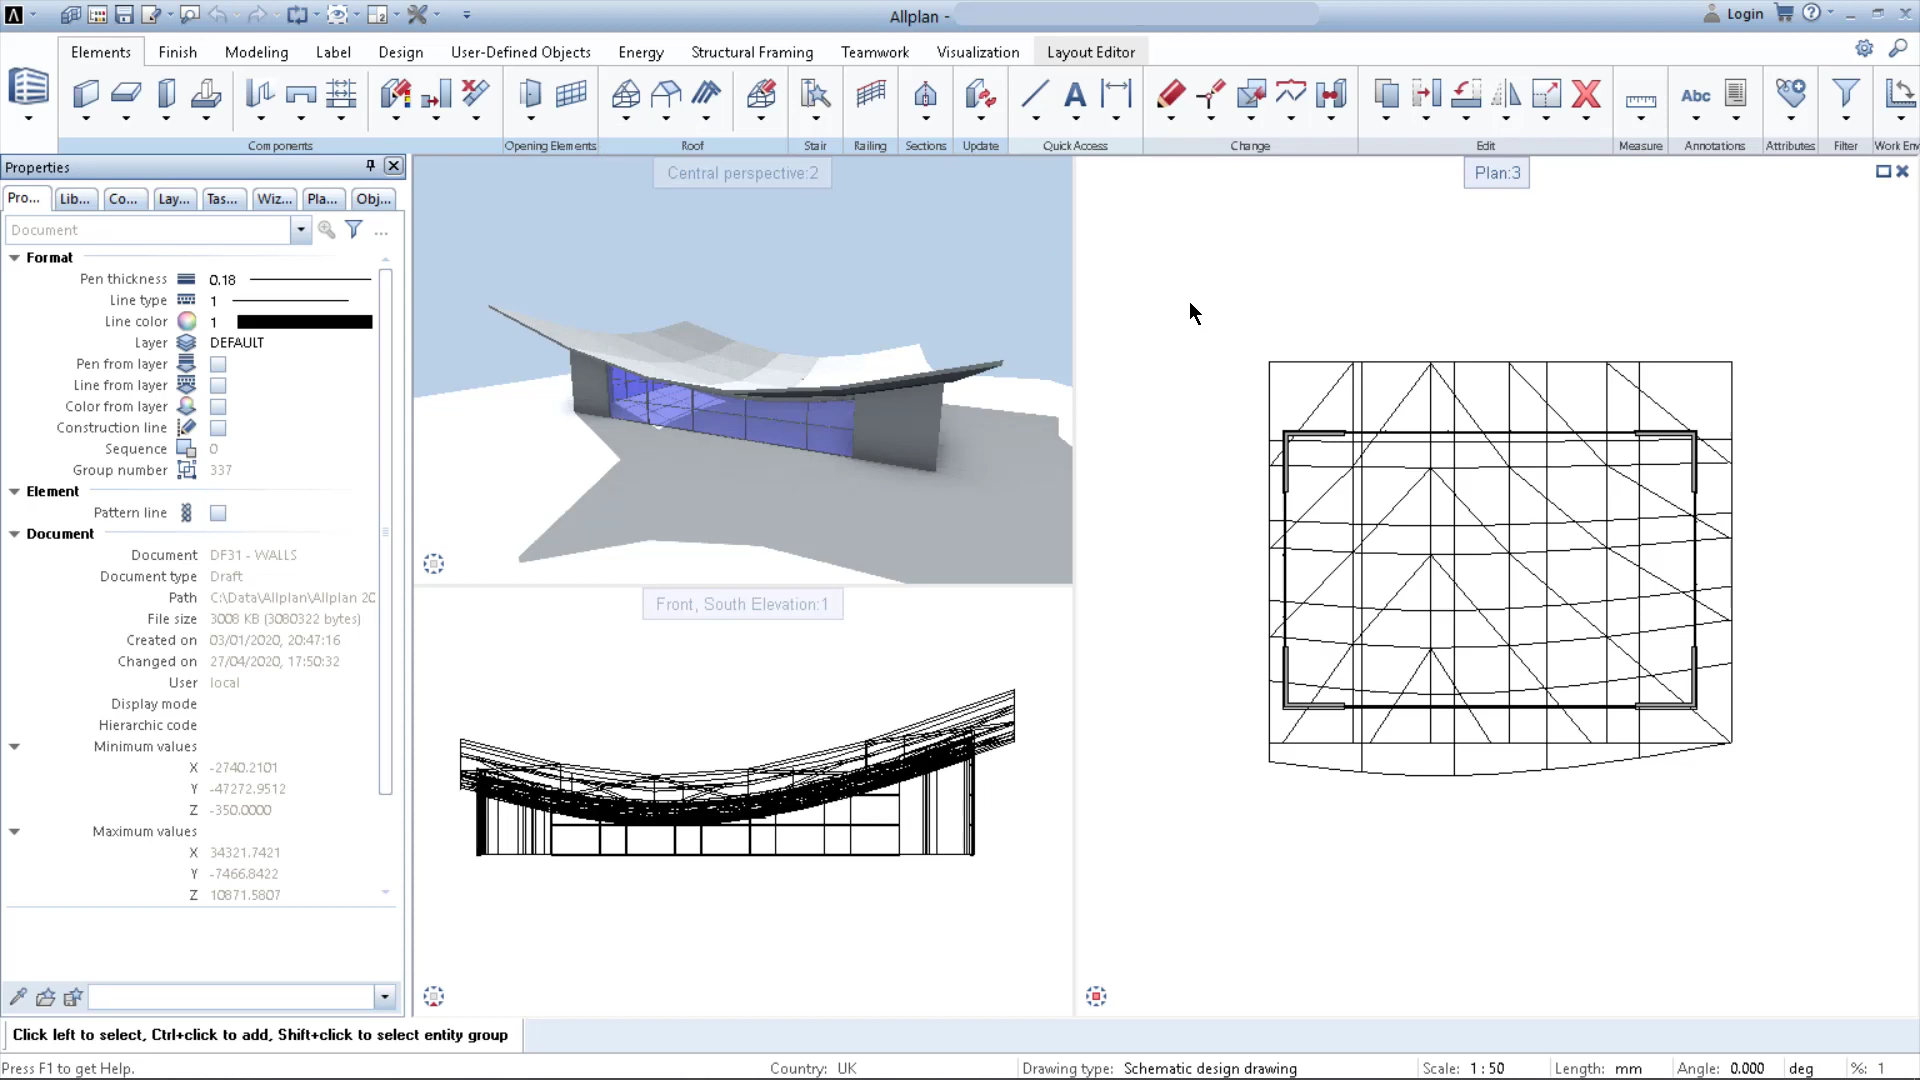 Allplan -
Login
Elements Finish Modeling Label Design User-Defined Objects Energy Structural Framing Teamwork Visualization Layout Editor
Abc
Components Opening Elements Roof Stair Railing Sections Update Quick Access Change Edit Measure Annotations Attributes Filter Work Env
Properties
Pro... Lib... Co... Lay... Tas... Wiz... Pla... Obj...
Document
Format
Pen thickness 0.18
Line type 1
Line color 1
Layer DEFAULT
Pen from layer
Line from layer
Color from layer
Construction line
Sequence 0
Group number 337
Element
Pattern line
Document
Document DF31 - WALLS
Document type Draft
Path C:\Data\Allplan\Allplan 20
File size 3008 KB (3080322 bytes)
Created on 03/01/2020, 20:47:16
Changed on 27/04/2020, 17:50:32
User local
Display mode
Hierarchic code
Minimum values
X -2740.2101
Y -47272.9512
Z -350.0000
Maximum values
X 34321.7421
Y -7466.8422
Z 10871.5807
Central perspective:2
Front, South Elevation:1
Plan:3
Click left to select, Ctrl+click to add, Shift+click to select entity group
Press F1 to get Help. Country: UK Drawing type: Schematic design drawing Scale: 1 : 50 Length: mm Angle: 0.000 deg %: 1